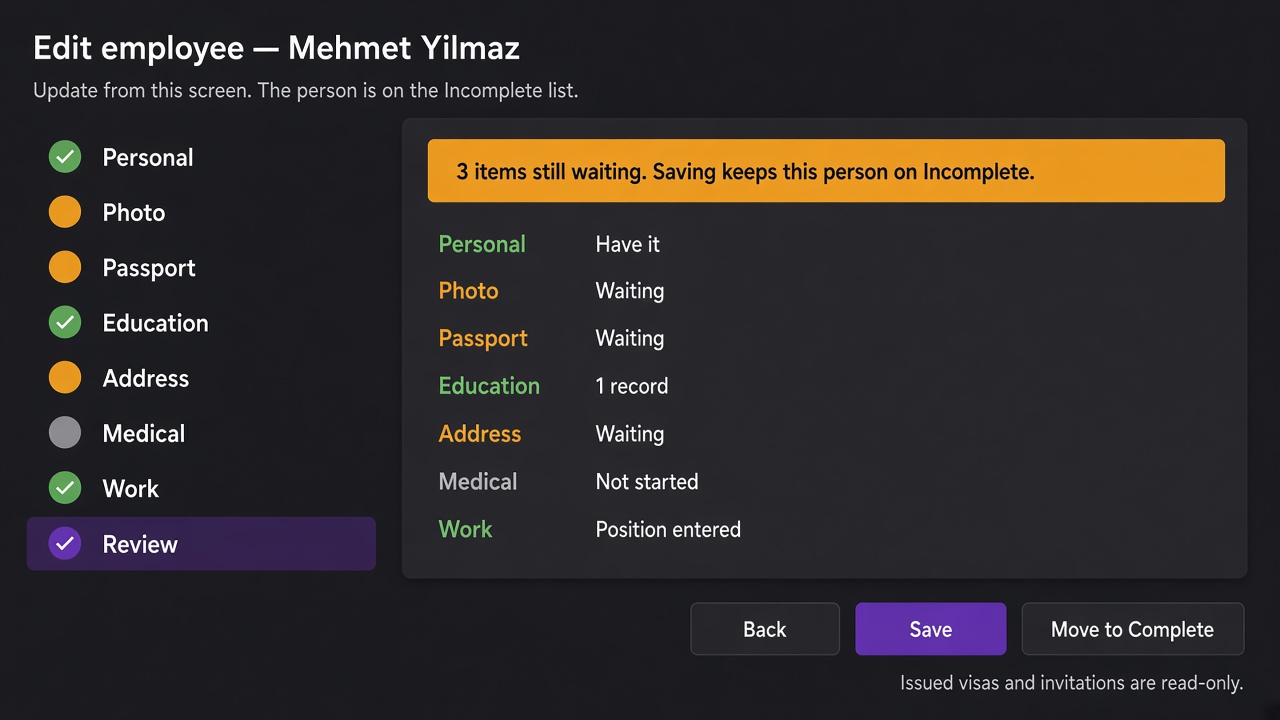 Edit employee — Mehmet Yilmaz
Update from this screen. The person is on the Incomplete list.
Personal
Photo
Passport
Education
Address
Medical
Work
Review
3 items still waiting. Saving keeps this person on Incomplete.
Personal Have it
Photo Waiting
Passport Waiting
Education 1 record
Address Waiting
Medical Not started
Work Position entered
Back Save Move to Complete
Issued visas and invitations are read-only.